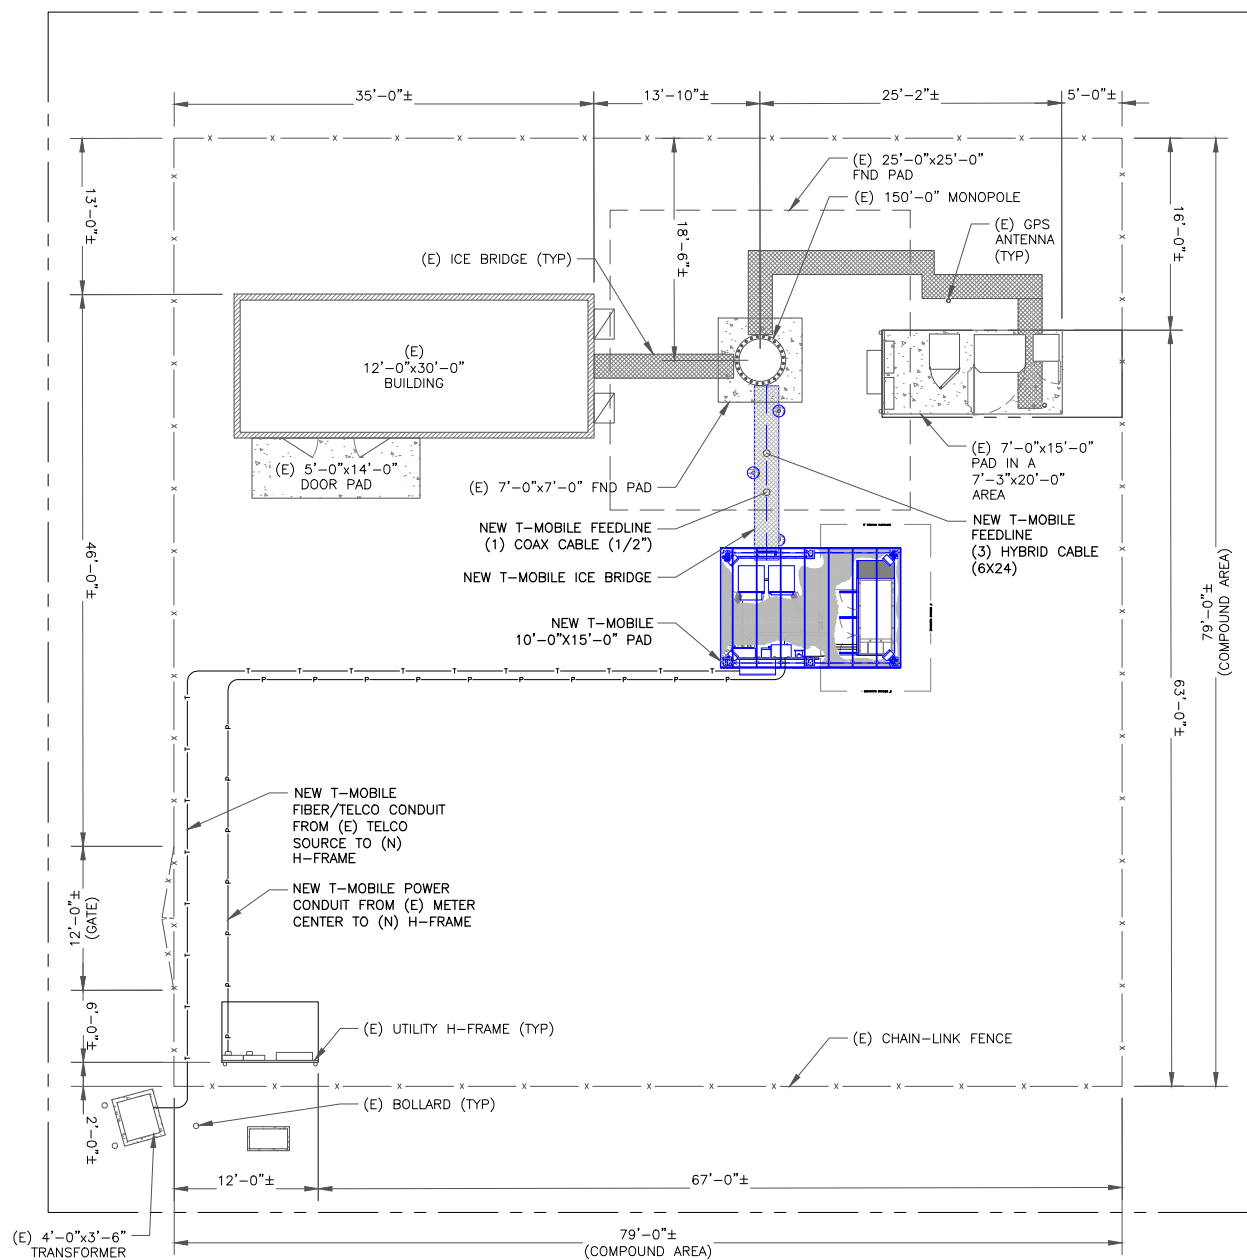 35'-0"±
13'-10"±
25'-2"±
5'-0"±
(E) 25'-0"x25'-0"
FND PAD
(E) 150'-0" MONOPOLE
13'-0"±
18'-6"±
(E) GPS
ANTENNA
(TYP)
16'-0"±
(E) ICE BRIDGE (TYP)
(E)
12'-0"x30'-0"
BUILDING
(E) 5'-0"x14'-0"
DOOR PAD
(E) 7'-0"x7'-0" FND PAD
(E) 7'-0"x15'-0"
PAD IN A
7'-3"x20'-0"
AREA
NEW T-MOBILE FEEDLINE
(1) COAX CABLE (1/2")
NEW T-MOBILE
FEEDLINE
(3) HYBRID CABLE
(6X24)
NEW T-MOBILE ICE BRIDGE
46'-0"±
79'-0"±
(COMPOUND AREA)
NEW T-MOBILE
10'-0"X15'-0" PAD
63'-0"±
NEW T-MOBILE
FIBER/TELCO CONDUIT
FROM (E) TELCO
SOURCE TO (N)
H-FRAME
NEW T-MOBILE POWER
CONDUIT FROM (E) METER
CENTER TO (N) H-FRAME
12'-0"±
(GATE)
6'-0"±
(E) UTILITY H-FRAME (TYP)
(E) CHAIN-LINK FENCE
(E) BOLLARD (TYP)
2'-0"±
12'-0"±
67'-0"±
(E) 4'-0"x3'-6"
TRANSFORMER
79'-0"±
(COMPOUND AREA)